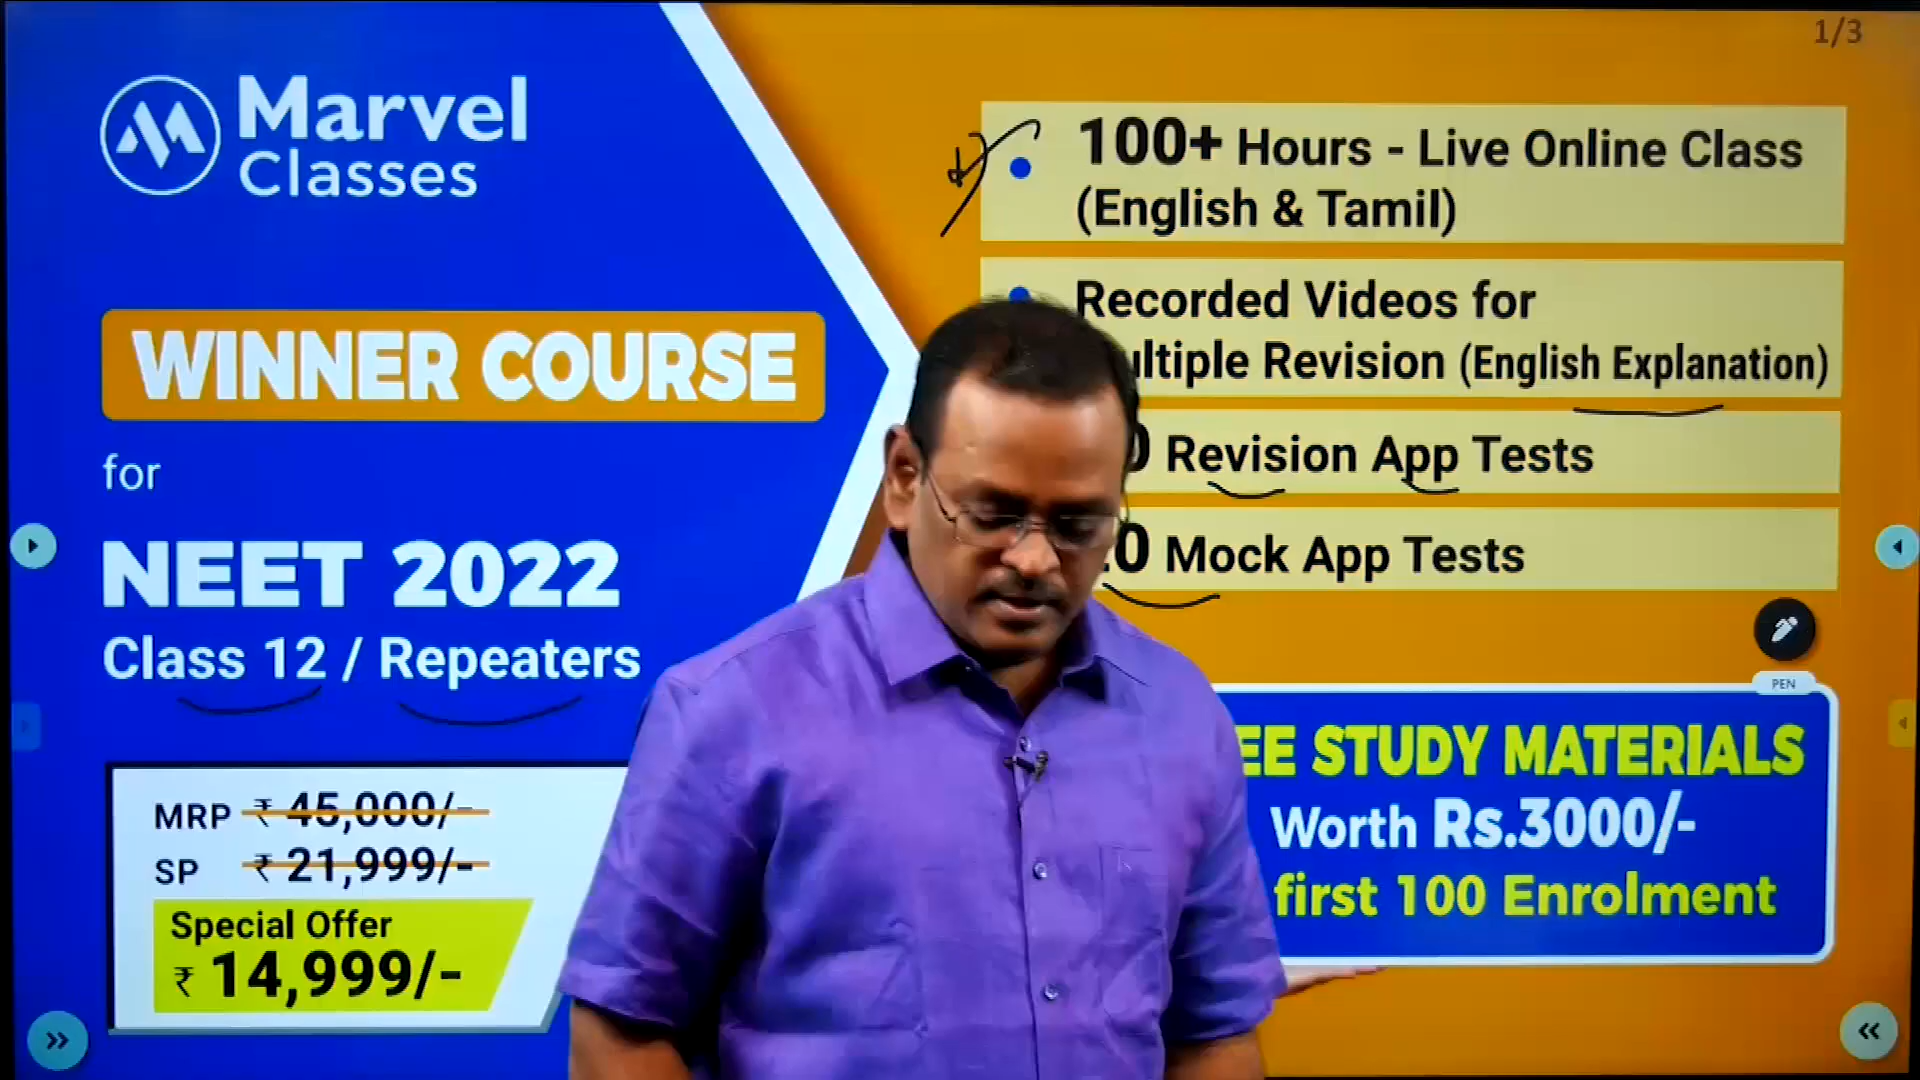 1/3
Marvel
Classes
WINNER COURSE
for
NEET 2022
Class 12 / Repeaters
MRP ₹ 45,000/-
SP ₹ 21,999/-
Special Offer
₹ 14,999/-
100+ Hours - Live Online Class
(English & Tamil)
Recorded Videos for
Revision (English Explanation)
Revision App Tests
Mock App Tests
PEN
STUDY MATERIALS
Worth Rs.3000/-
first 100 Enrolment